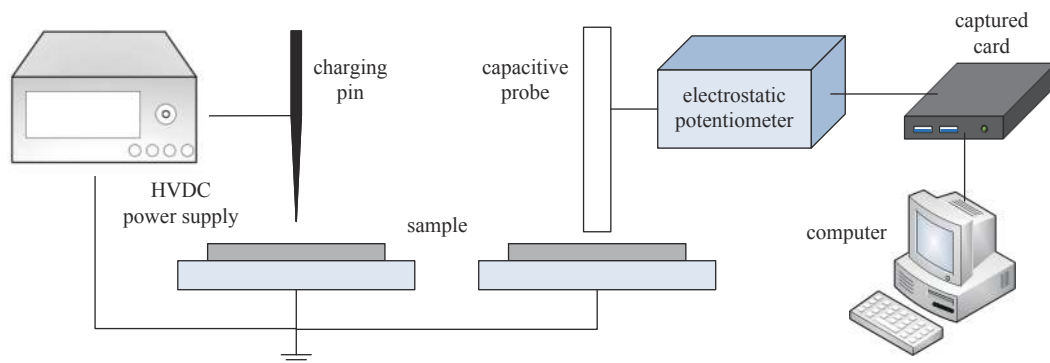 captured
card
charging
pin
capacitive
probe
electrostatic
potentiometer
HVDC
power supply
sample
computer